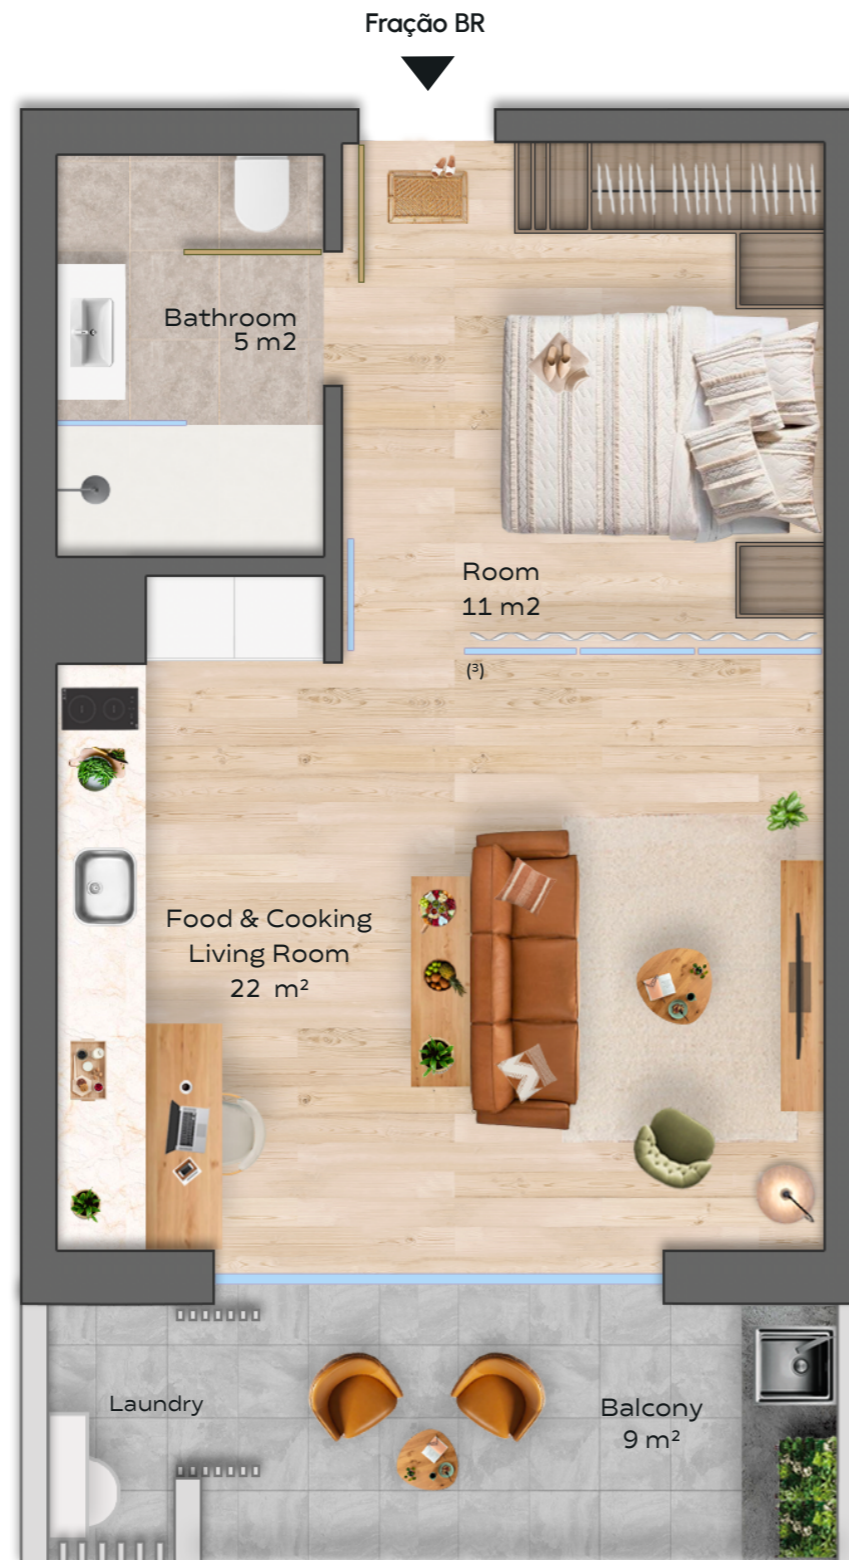 Fração BR
Bathroom
5 m2
Room
11 m2
(³)
Food & Cooking
Living Room
22 m²
Laundry
Balcony
9 m²